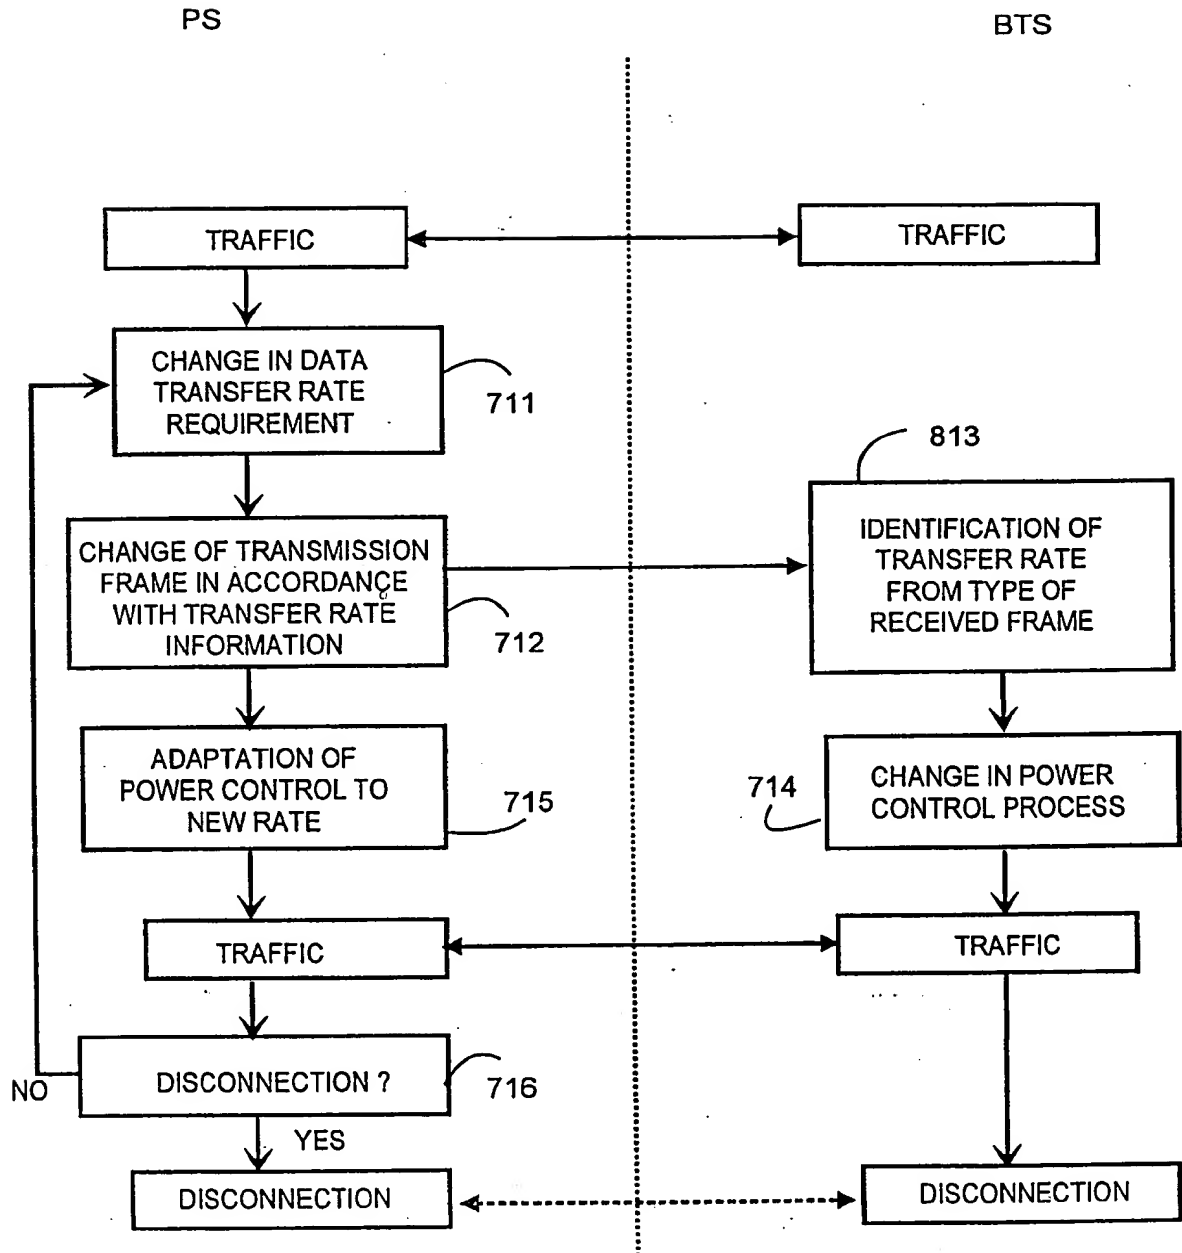 PS
BTS
TRAFFIC
TRAFFIC
CHANGE IN DATA
TRANSFER RATE
REQUIREMENT
711
813
CHANGE OF TRANSMISSION
FRAME IN ACCORDANCE
WITH TRANSFER RATE
INFORMATION
712
IDENTIFICATION OF
TRANSFER RATE
FROM TYPE OF
RECEIVED FRAME
ADAPTATION OF
POWER CONTROL TO
NEW RATE
715
714
CHANGE IN POWER
CONTROL PROCESS
TRAFFIC
TRAFFIC
DISCONNECTION ?
716
NO
YES
DISCONNECTION
DISCONNECTION